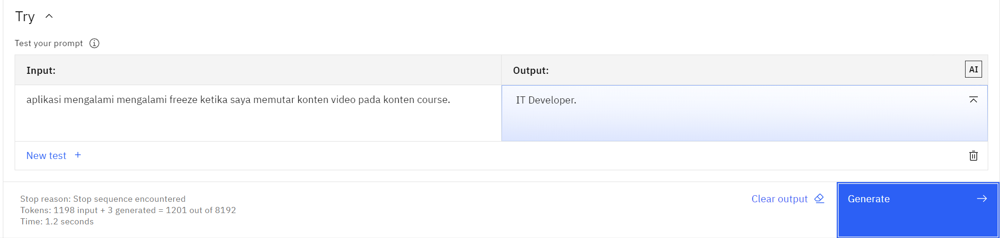 Try
Test your prompt
Input:
Output:
AI
aplikasi mengalami mengalami freeze ketika saya memutar konten video pada konten course.
IT Developer.
New test +
Stop reason: Stop sequence encountered
Tokens: 1198 input + 3 generated = 1201 out of 8192
Time: 1.2 seconds
Clear output
Generate